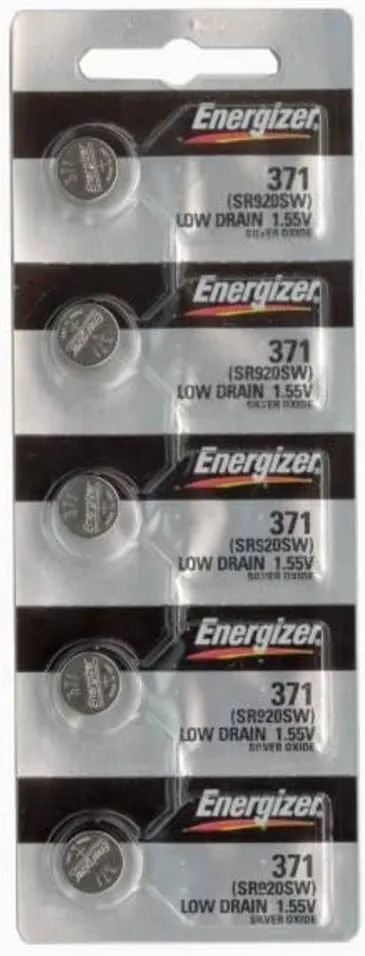 Energizer
371
(SR920SW)
LOW DRAIN 1.55V
SILVER OXIDE
Energizer
371
(SR920SW)
LOW DRAIN 1.55V
SILVER OXIDE
Energizer
371
(SR920SW)
LOW DRAIN 1.55V
SILVER OXIDE
Energizer
371
(SR920SW)
LOW DRAIN 1.55V
SILVER OXIDE
Energizer
371
(SR920SW)
LOW DRAIN 1.55V
SILVER OXIDE